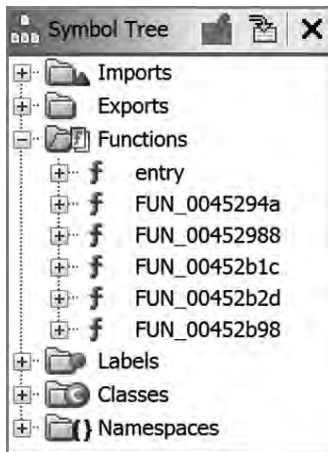 Symbol Tree
Imports
Exports
Functions
entry
FUN_0045294a
FUN_00452988
FUN_00452b1c
FUN_00452b2d
FUN_00452b98
Labels
Classes
Namespaces